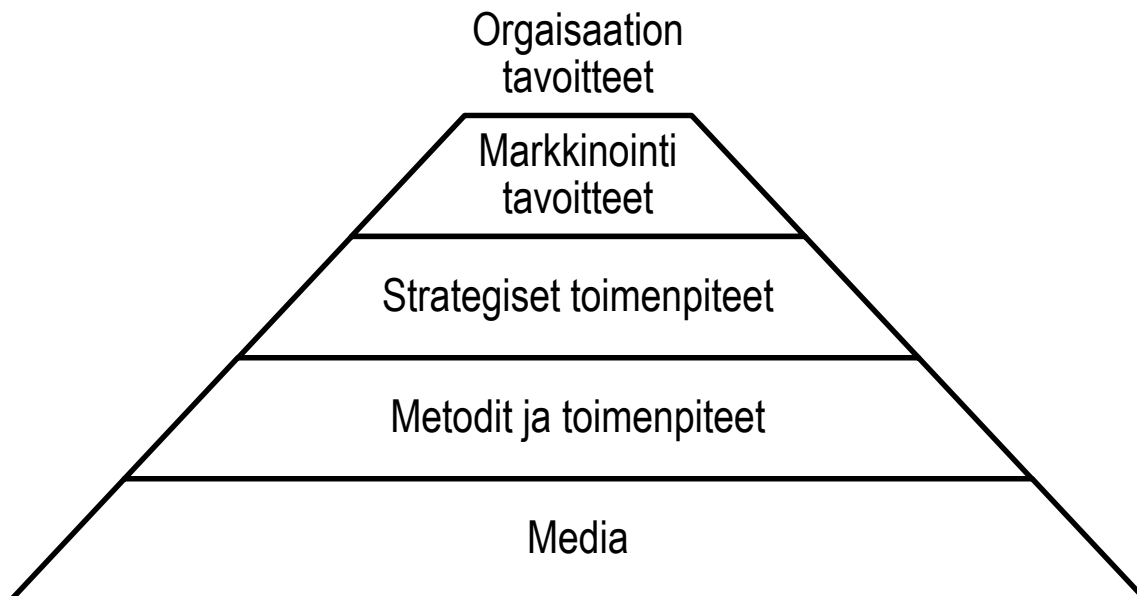 Orgaisaation
tavoitteet
Markkinointi
tavoitteet
Strategiset toimenpiteet
Metodit ja toimenpiteet
Media